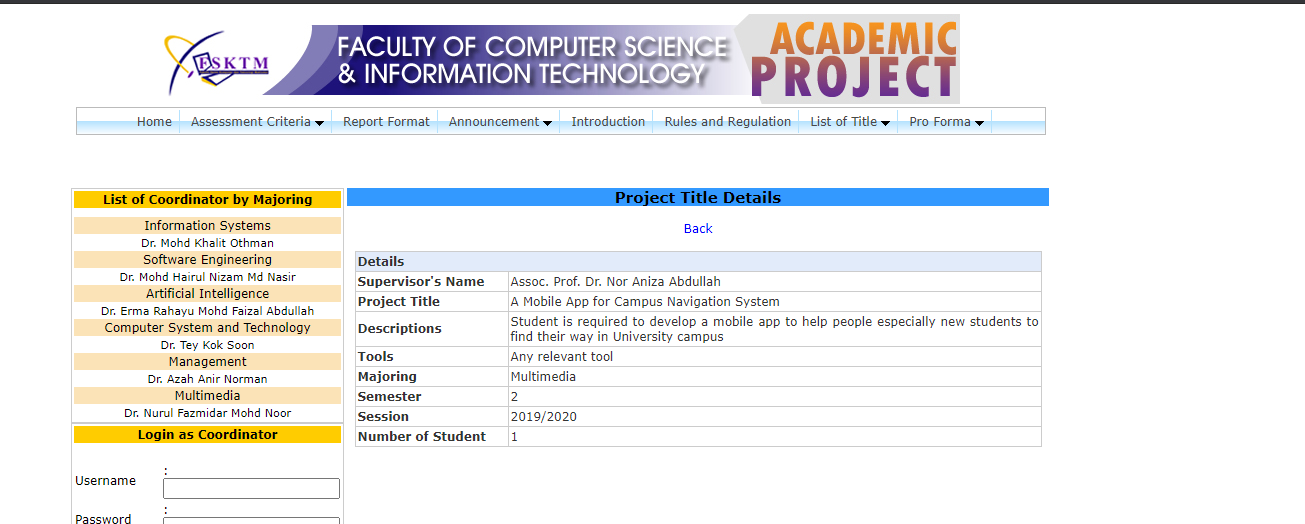 FSKTM
FACULTY OF COMPUTER SCIENCE
& INFORMATION TECHNOLOGY
ACADEMIC
PROJECT
Home Assessment Criteria Report Format Announcement Introduction Rules and Regulation List of Title Pro Forma
List of Coordinator by Majoring
Information Systems
Dr. Mohd Khalit Othman
Software Engineering
Dr. Mohd Hairul Nizam Md Nasir
Artificial Intelligence
Dr. Erma Rahayu Mohd Faizal Abdullah
Computer System and Technology
Dr. Tey Kok Soon
Management
Dr. Azah Anir Norman
Multimedia
Dr. Nurul Fazmidar Mohd Noor
Login as Coordinator
Username :
Password :
Project Title Details
Back
Details
Supervisor's Name Assoc. Prof. Dr. Nor Aniza Abdullah
Project Title A Mobile App for Campus Navigation System
Descriptions Student is required to develop a mobile app to help people especially new students to
find their way in University campus
Tools Any relevant tool
Majoring Multimedia
Semester 2
Session 2019/2020
Number of Student 1